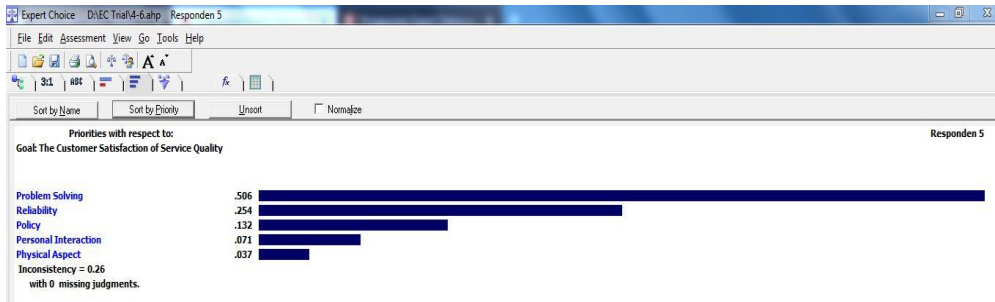 Expert Choice D:\EC Trial\4-6.ahp Responden 5
File Edit Assessment View Go Tools Help
A A
3:1 ABC fx
Sort by Name Sort by Priority Unsort Normalize
Priorities with respect to: Responden 5
Goal: The Customer Satisfaction of Service Quality
Problem Solving .506
Reliability .254
Policy .132
Personal Interaction .071
Physical Aspect .037
Inconsistency = 0.26
with 0 missing judgments.